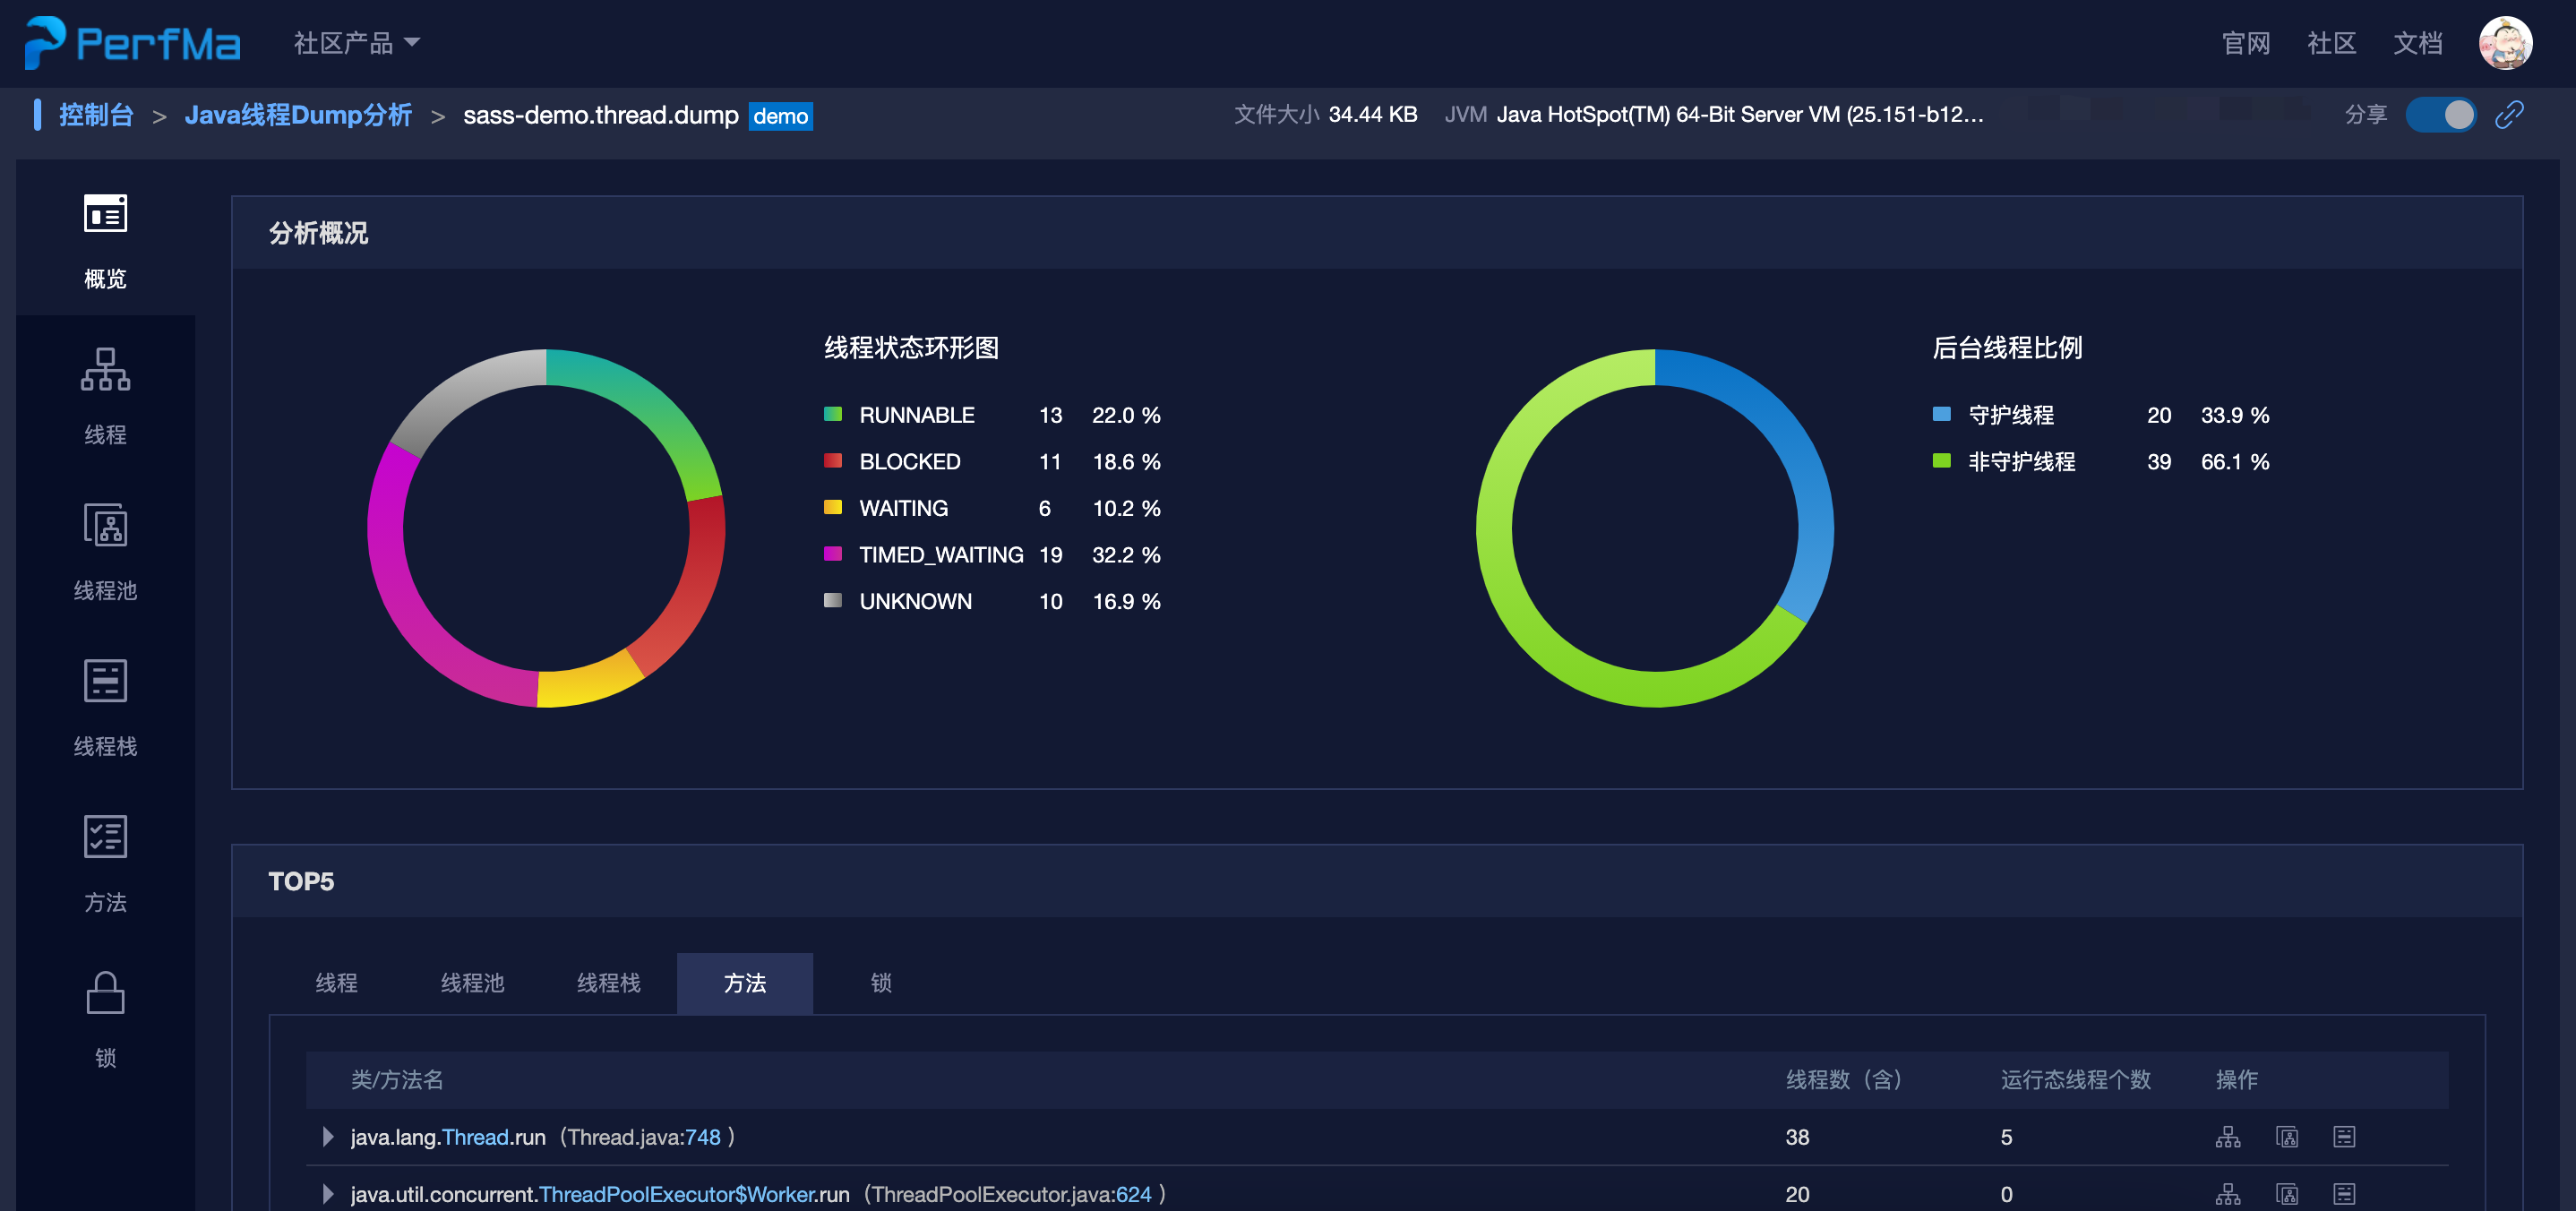 PerfMa 社区产品 官网 社区 文档
控制台 > Java线程Dump分析 > sass-demo.thread.dump demo 文件大小 34.44 KB JVM Java HotSpot(TM) 64-Bit Server VM (25.151-b12... 分享
概览
线程
线程池
线程栈
方法
锁
分析概况
线程状态环形图
RUNNABLE 13 22.0 %
BLOCKED 11 18.6 %
WAITING 6 10.2 %
TIMED_WAITING 19 32.2 %
UNKNOWN 10 16.9 %
后台线程比例
守护线程 20 33.9 %
非守护线程 39 66.1 %
TOP5
线程 线程池 线程栈 方法 锁
类/方法名 线程数（含） 运行态线程个数 操作
java.lang.Thread.run （Thread.java:748 ） 38 5
java.util.concurrent.ThreadPoolExecutor$Worker.run （ThreadPoolExecutor.java:624 ） 20 0